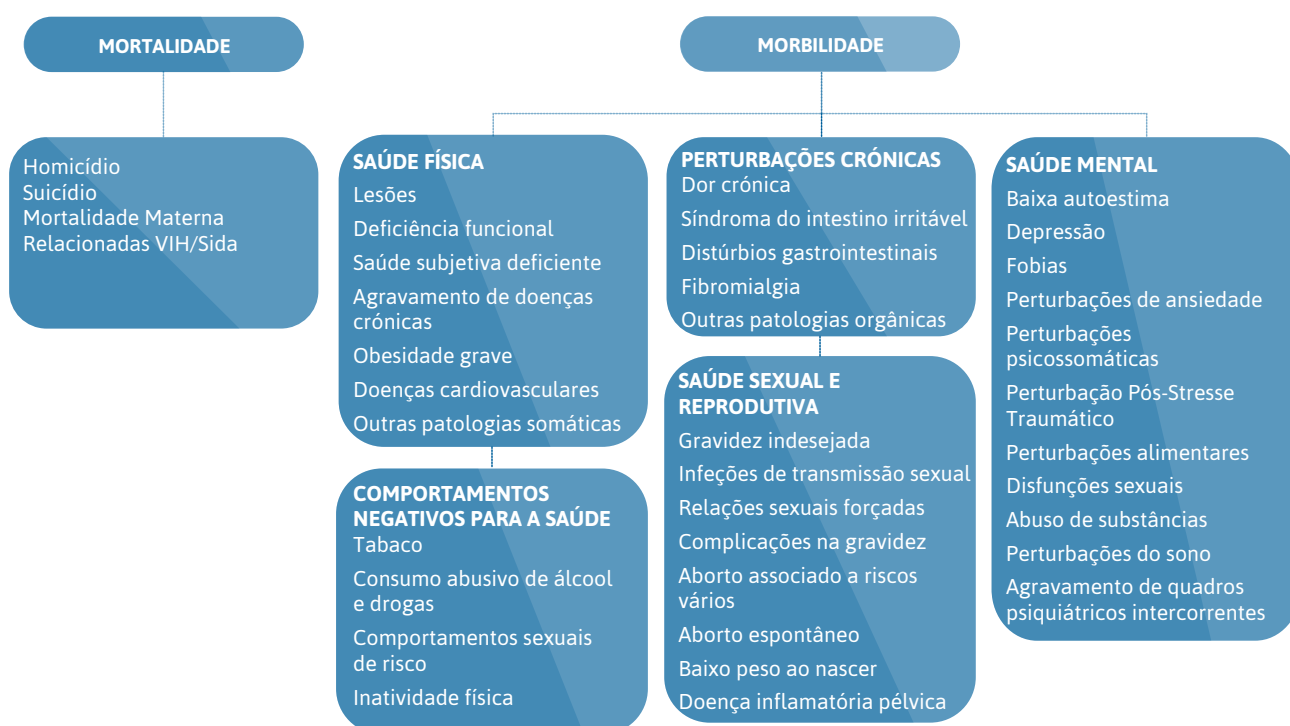 MORTALIDADE
Homicídio
Suicídio
Mortalidade Materna
Relacionadas VIH/Sida
MORBILIDADE
SAÚDE FÍSICA
Lesões
Deficiência funcional
Saúde subjetiva deficiente
Agravamento de doenças
crónicas
Obesidade grave
Doenças cardiovasculares
Outras patologias somáticas
COMPORTAMENTOS
NEGATIVOS PARA A SAÚDE
Tabaco
Consumo abusivo de álcool
e drogas
Comportamentos sexuais
de risco
Inatividade física
PERTURBAÇÕES CRÓNICAS
Dor crónica
Síndroma do intestino irritável
Distúrbios gastrointestinais
Fibromialgia
Outras patologias orgânicas
SAÚDE SEXUAL E
REPRODUTIVA
Gravidez indesejada
Infeções de transmissão sexual
Relações sexuais forçadas
Complicações na gravidez
Aborto associado a riscos
vários
Aborto espontâneo
Baixo peso ao nascer
Doença inflamatória pélvica
SAÚDE MENTAL
Baixa autoestima
Depressão
Fobias
Perturbações de ansiedade
Perturbações
psicossomáticas
Perturbação Pós-Stresse
Traumático
Perturbações alimentares
Disfunções sexuais
Abuso de substâncias
Perturbações do sono
Agravamento de quadros
psiquiátricos intercorrentes